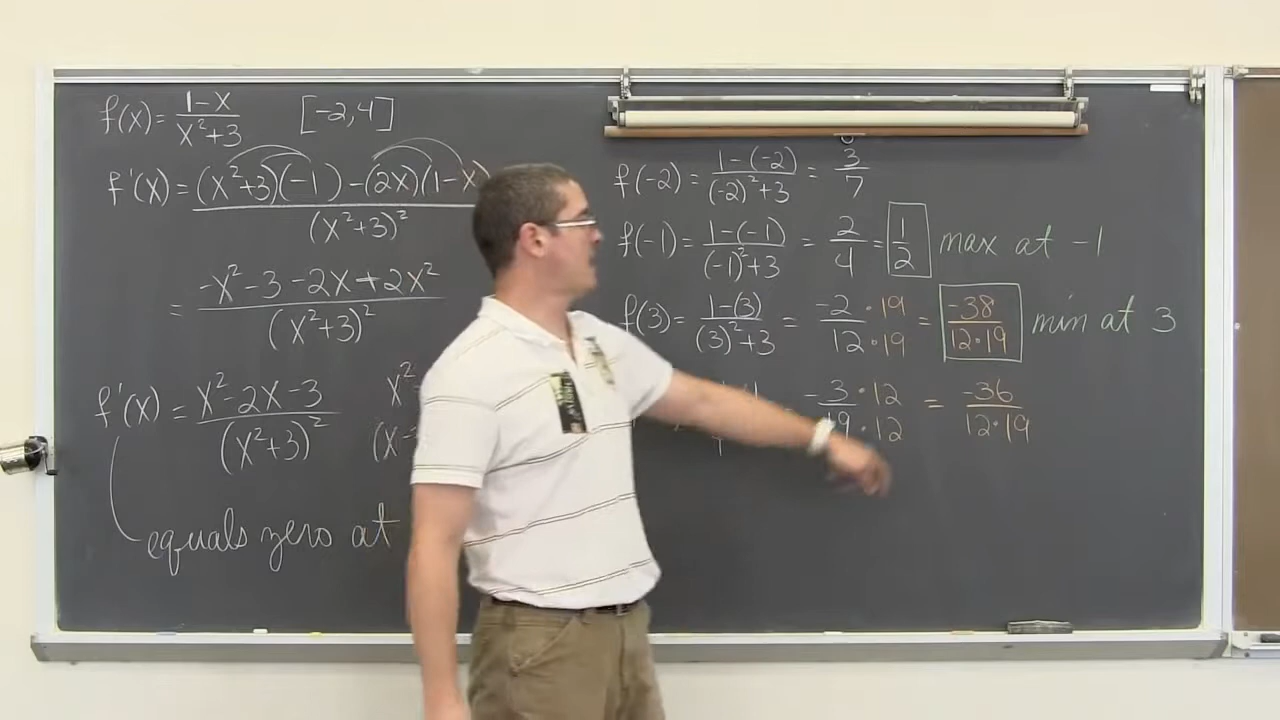 f(x) = (1-x)/(x²+3) [-2,4]
f'(x) = ((x²+3)(-1) - (2x)(1-x))/(x²+3)²
= (-x² - 3 - 2x + 2x²)/(x²+3)²
f'(x) = (x² - 2x - 3)/(x²+3)² x²-
(x-
equals zero at
f(-2) = (1-(-2))/((-2)²+3) = 3/7
f(-1) = (1-(-1))/((-1)²+3) = 2/4 = 1/2 max at -1
f(3) = (1-(3))/((3)²+3) = (-2 · 19)/(12 · 19) = -38/(12·19) min at 3
(-3 · 12)/(19 · 12) = -36/(12·19)